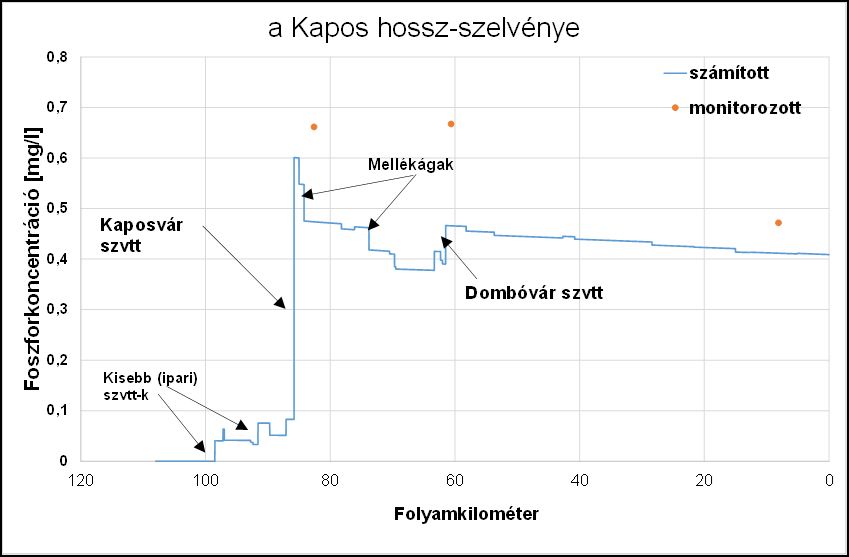 a Kapos hossz-szelvénye
0,8
0,7
0,6
0,5
0,4
0,3
0,2
0,1
0
Foszforkoncentráció [mg/l]
számított
monitorozott
Mellékágak
Kaposvár
szvtt
Dombóvár szvtt
Kisebb (ipari)
szvtt-k
120
100
80
60
40
20
0
Folyamkilométer